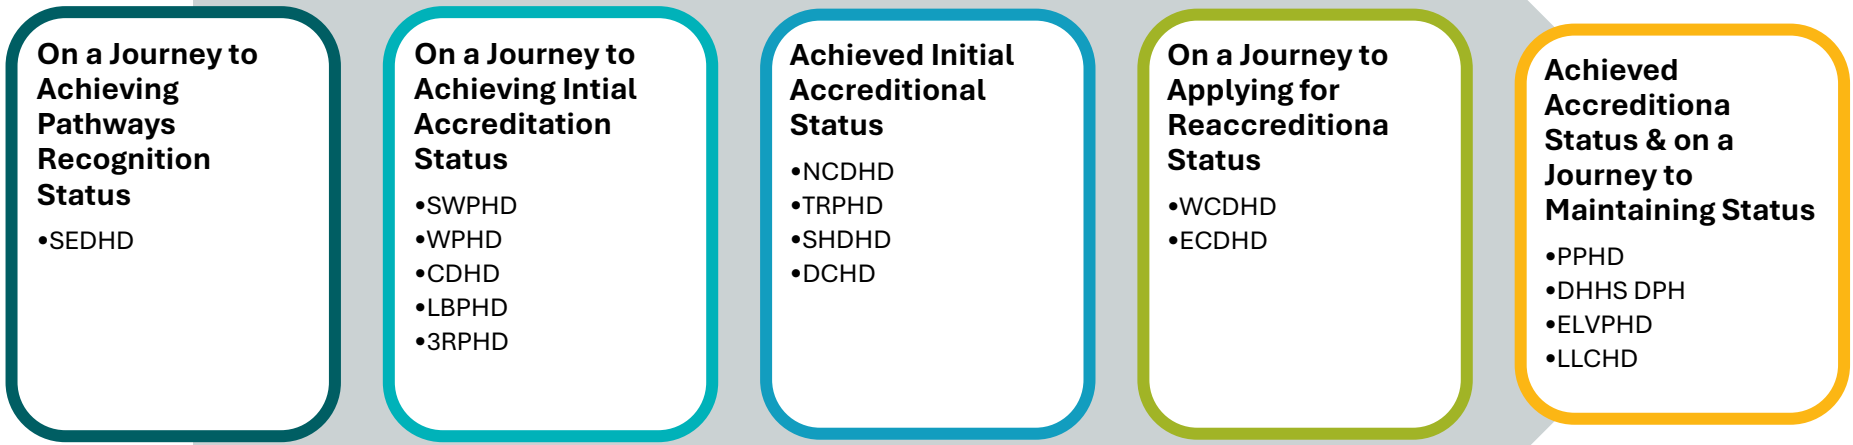 On a Journey to
Achieving
Pathways
Recognition
Status
•SEDHD
On a Journey to
Achieving Intial
Accreditation
Status
•SWPHD
•WPHD
•CDHD
•LBPHD
•3RPHD
Achieved Initial
Accreditional
Status
•NCDHD
•TRPHD
•SHDHD
•DCHD
On a Journey to
Applying for
Reaccreditiona
Status
•WCDHD
•ECDHD
Achieved
Accreditiona
Status & on a
Journey to
Maintaining Status
•PPHD
•DHHS DPH
•ELVPHD
•LLCHD